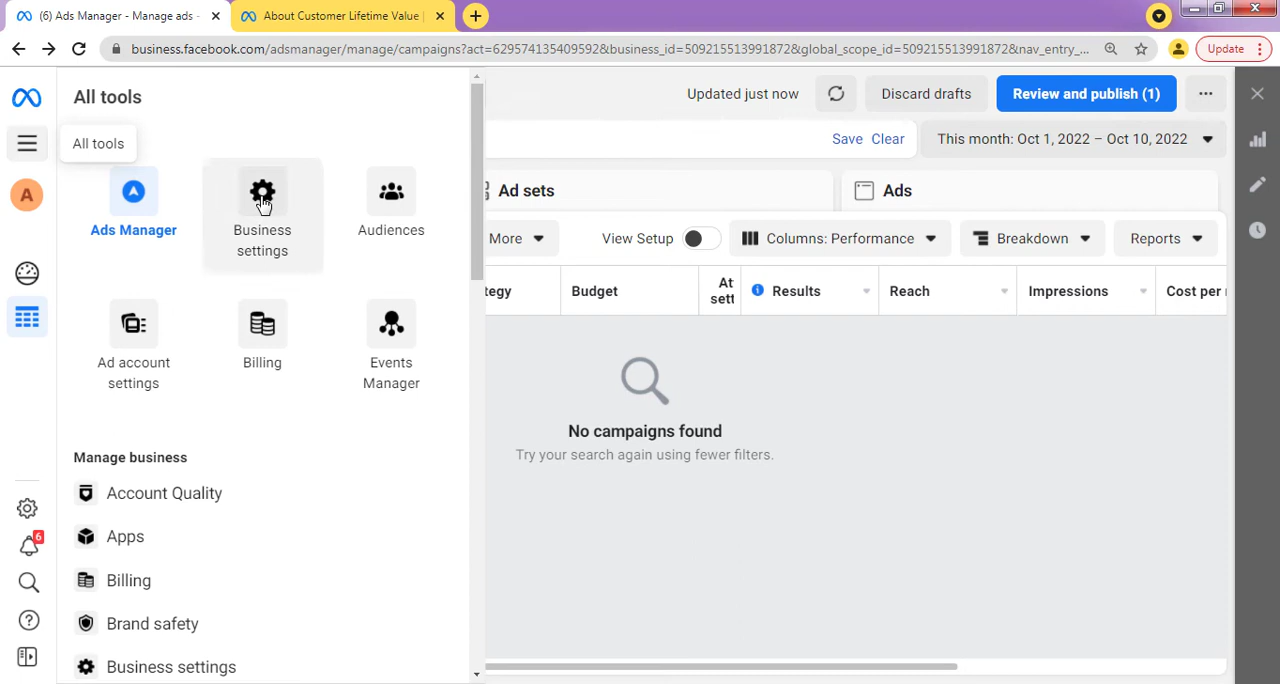 (6) Ads Manager - Manage ads -
About Customer Lifetime Value |
business.facebook.com/adsmanager/manage/campaigns?act=629574135409592&business_id=509215513991872&global_scope_id=509215513991872&nav_entry_...
Update
All tools
Updated just now
Discard drafts
Review and publish (1)
All tools
Save Clear
This month: Oct 1, 2022 – Oct 10, 2022
A
Ads Manager
Business
settings
Audiences
Ad sets
Ads
More
View Setup
Columns: Performance
Breakdown
Reports
tegy
Budget
At
sett
Results
Reach
Impressions
Cost per
Ad account
settings
Billing
Events
Manager
No campaigns found
Try your search again using fewer filters.
Manage business
Account Quality
Apps
Billing
Brand safety
Business settings
6